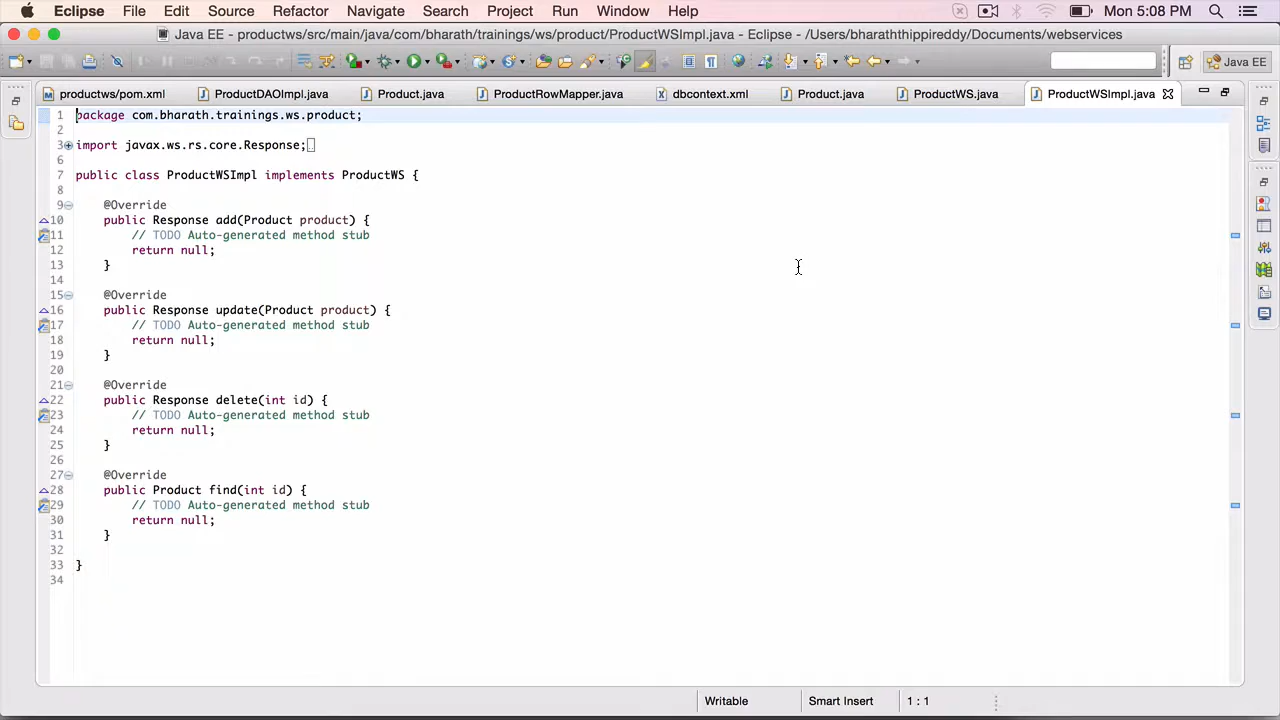 Eclipse File Edit Source Refactor Navigate Search Project Run Window Help Mon 5:08 PM
Java EE - productws/src/main/java/com/bharath/trainings/ws/product/ProductWSImpl.java - Eclipse - /Users/bharaththippireddy/Documents/webservices
Java EE
productws/pom.xml ProductDAOImpl.java Product.java ProductRowMapper.java dbcontext.xml Product.java ProductWS.java ProductWSImpl.java
1 package com.bharath.trainings.ws.product;
2
3 import javax.ws.rs.core.Response;
6
7 public class ProductWSImpl implements ProductWS {
8
9 @Override
10 public Response add(Product product) {
11 // TODO Auto-generated method stub
12 return null;
13 }
14
15 @Override
16 public Response update(Product product) {
17 // TODO Auto-generated method stub
18 return null;
19 }
20
21 @Override
22 public Response delete(int id) {
23 // TODO Auto-generated method stub
24 return null;
25 }
26
27 @Override
28 public Product find(int id) {
29 // TODO Auto-generated method stub
30 return null;
31 }
32
33 }
34
Writable Smart Insert 1 : 1